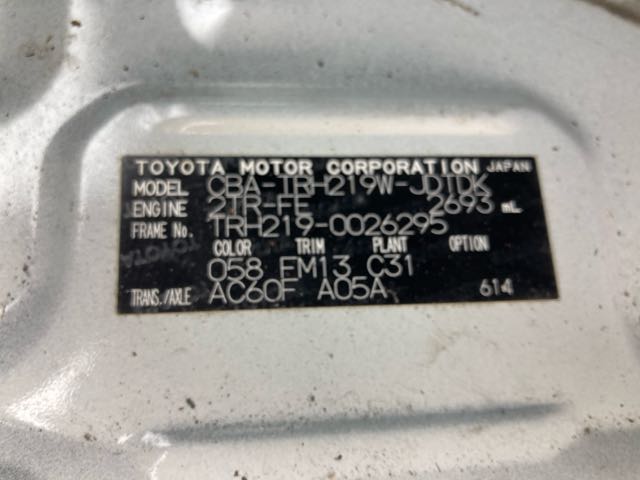 TOYOTA MOTOR CORPORATION JAPAN
MODEL CBA-TRH219W-JDTDK
ENGINE 2TR-FE 2693 mL
FRAME No. TRH219-0026295
COLOR TRIM PLANT OPTION
058 FM13 C31
TRANS./AXLE AC60F A05A 614